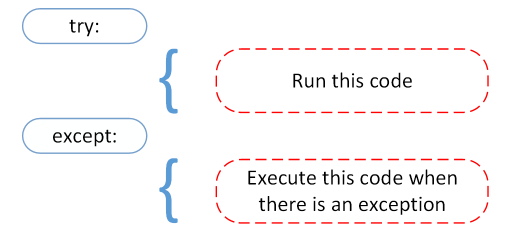 try:
Run this code
except:
Execute this code when
there is an exception